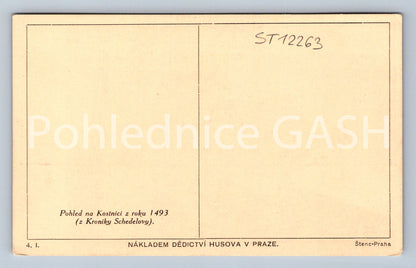 ST12263
Pohlednice GASH
Pohled na Kostnici z roku 1493
(z Kroniky Schedelovy).
4. I.
NÁKLADEM DĚDICTVÍ HUSOVA V PRAZE.
Štenc-Praha